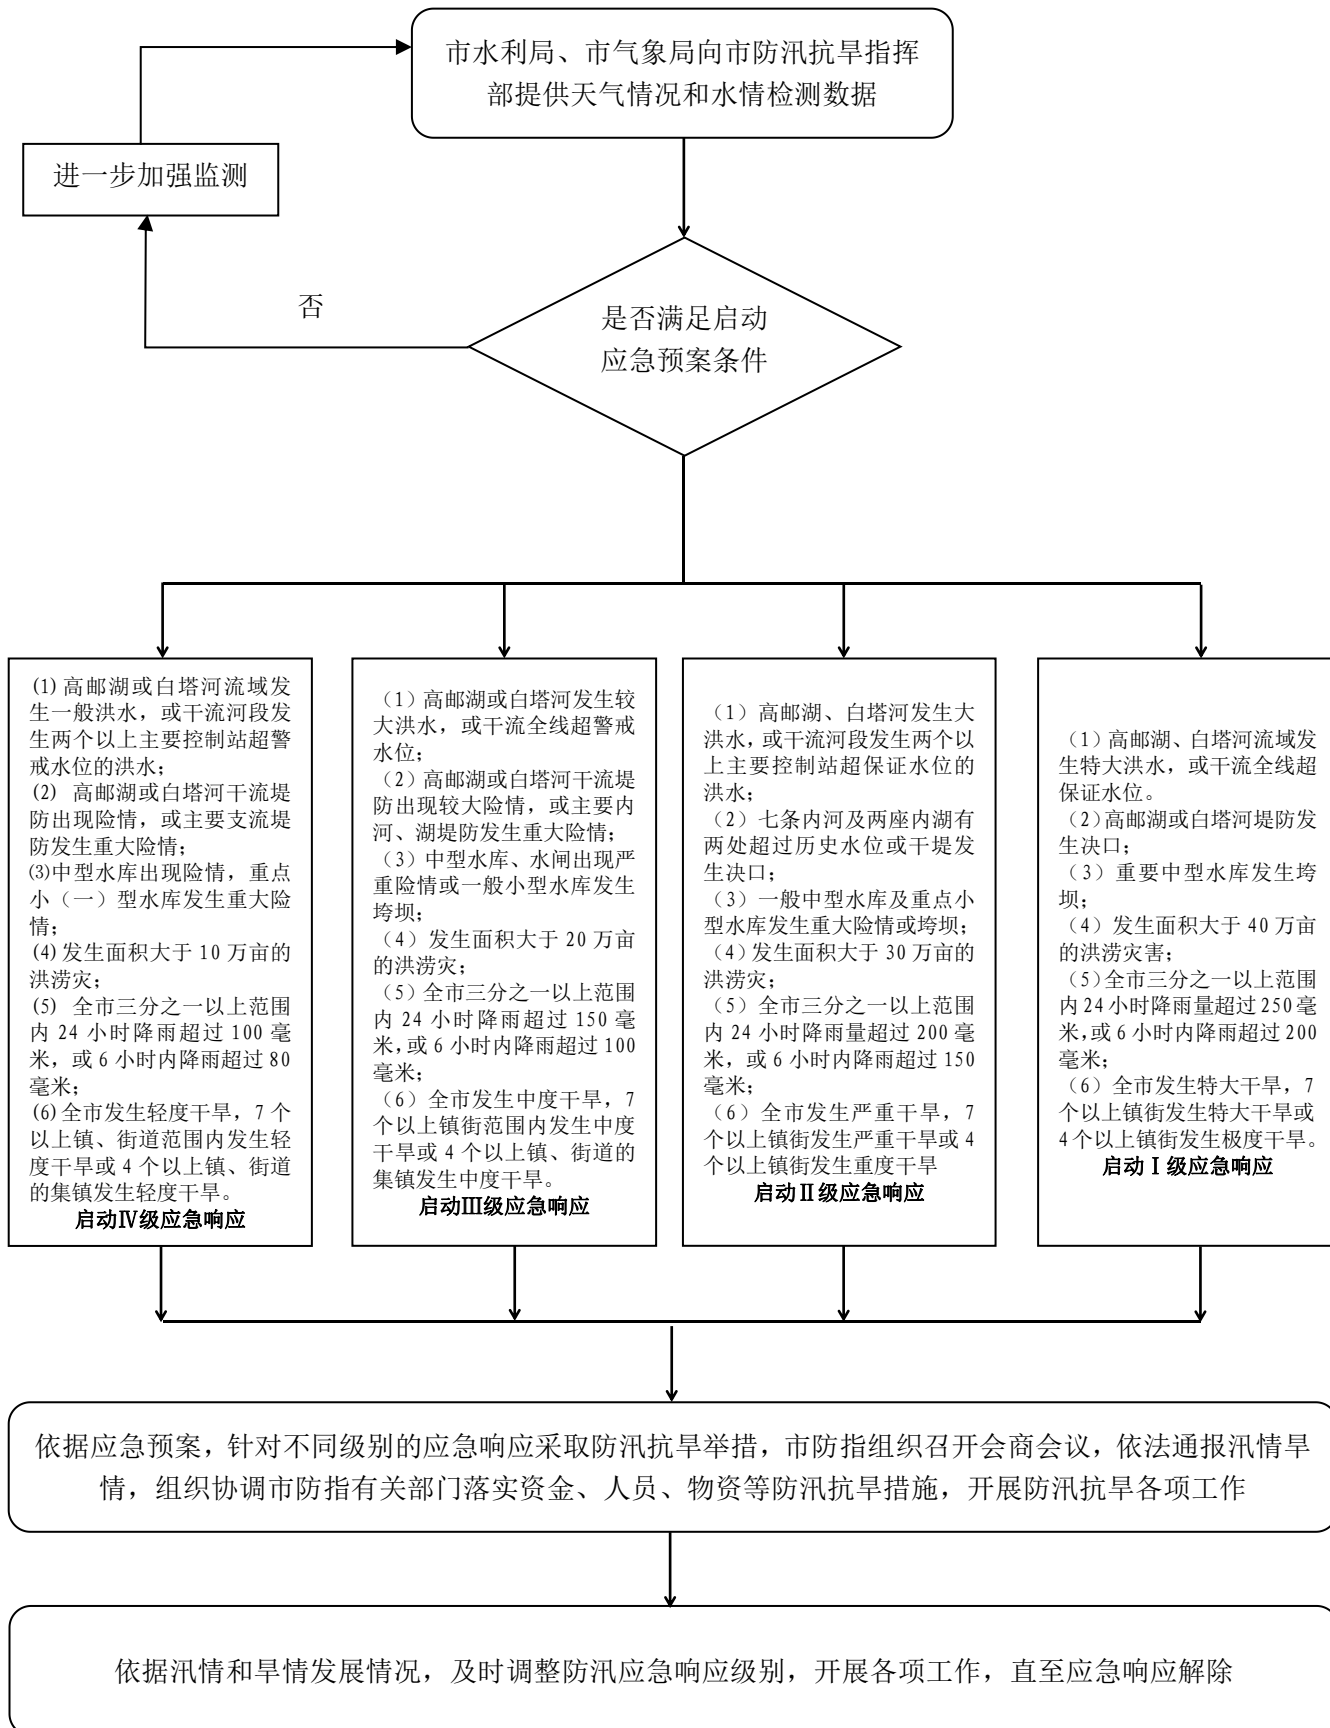 市水利局、市气象局向市防汛抗旱指挥
部提供天气情况和水情检测数据
进一步加强监测
否
是否满足启动
应急预案条件
(1)高邮湖或白塔河流域发
生一般洪水，或干流河段发
生两个以上主要控制站超警
戒水位的洪水；
(2) 高邮湖或白塔河干流堤
防出现险情，或主要支流堤
防发生重大险情；
(3)中型水库出现险情，重点
小（一）型水库发生重大险
情；
(4)发生面积大于 10 万亩的
洪涝灾；
(5) 全市三分之一以上范围
内 24 小时降雨超过 100 毫
米，或 6 小时内降雨超过 80
毫米；
(6)全市发生轻度干旱，7 个
以上镇、街道范围内发生轻
度干旱或 4 个以上镇、街道
的集镇发生轻度干旱。
启动Ⅳ级应急响应
（1）高邮湖或白塔河发生较
大洪水，或干流全线超警戒
水位；
（2）高邮湖或白塔河干流堤
防出现较大险情，或主要内
河、湖堤防发生重大险情；
（3）中型水库、水闸出现严
重险情或一般小型水库发生
垮坝；
（4）发生面积大于 20 万亩
的洪涝灾；
（5）全市三分之一以上范围
内 24 小时降雨超过 150 毫
米，或 6 小时内降雨超过 100
毫米；
（6）全市发生中度干旱，7
个以上镇街范围内发生中度
干旱或 4 个以上镇、街道的
集镇发生中度干旱。
启动Ⅲ级应急响应
（1）高邮湖、白塔河发生大
洪水，或干流河段发生两个以
上主要控制站超保证水位的
洪水；
（2）七条内河及两座内湖有
两处超过历史水位或干堤发
生决口；
（3）一般中型水库及重点小
型水库发生重大险情或垮坝；
（4）发生面积大于 30 万亩的
洪涝灾；
（5）全市三分之一以上范围
内 24 小时降雨量超过 200 毫
米，或 6 小时内降雨超过 150
毫米；
（6）全市发生严重干旱，7
个以上镇街发生严重干旱或 4
个以上镇街发生重度干旱
启动Ⅱ级应急响应
（1）高邮湖、白塔河流域发
生特大洪水，或干流全线超
保证水位。
（2）高邮湖或白塔河堤防发
生决口；
（3）重要中型水库发生垮
坝；
（4）发生面积大于 40 万亩
的洪涝灾害；
（5）全市三分之一以上范围
内 24 小时降雨量超过 250 毫
米，或 6 小时内降雨超过 200
毫米；
（6）全市发生特大干旱，7
个以上镇街发生特大干旱或
4 个以上镇街发生极度干旱。
启动Ⅰ级应急响应
依据应急预案，针对不同级别的应急响应采取防汛抗旱举措，市防指组织召开会商会议，依法通报汛情旱
情，组织协调市防指有关部门落实资金、人员、物资等防汛抗旱措施，开展防汛抗旱各项工作
依据汛情和旱情发展情况，及时调整防汛应急响应级别，开展各项工作，直至应急响应解除